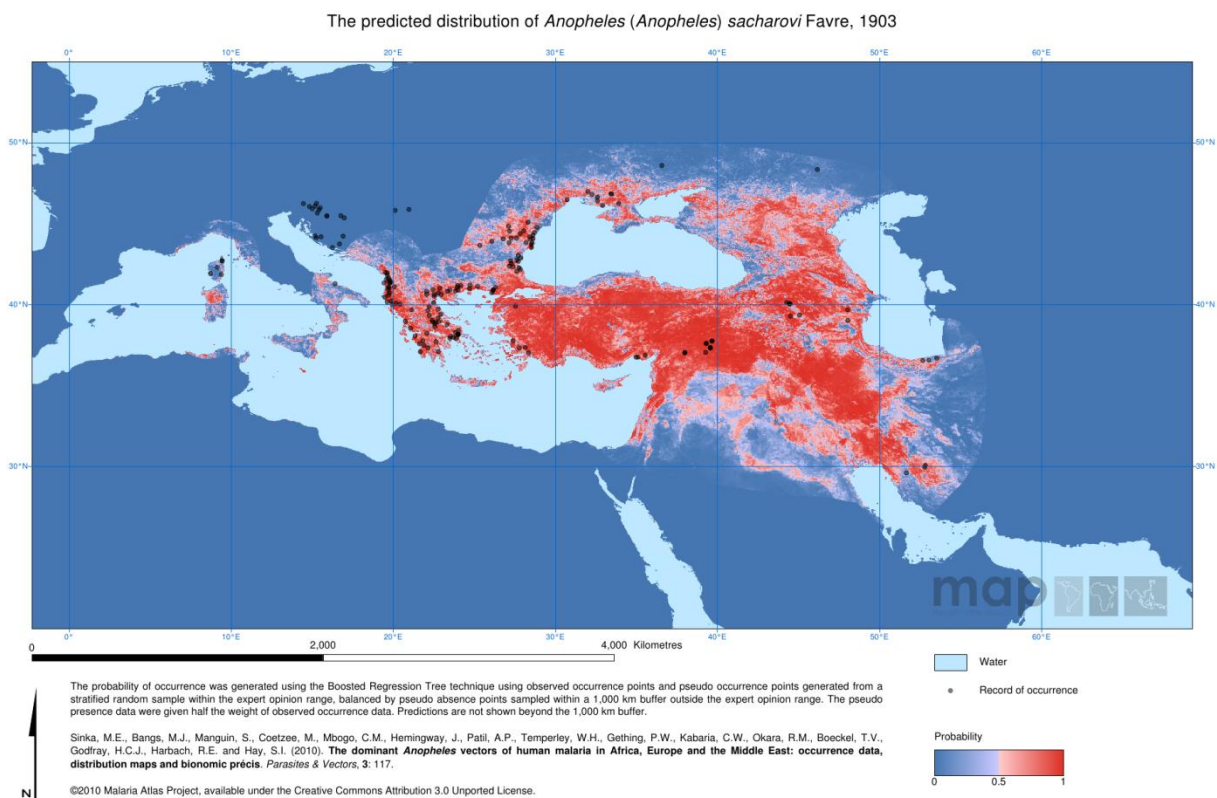 The predicted distribution of Anopheles (Anopheles) sacharovi Favre, 1903
0° 10°E 20°E 30°E 40°E 50°E 60°E
50°N 50°N
40°N 40°N
30°N 30°N
map
0° 10°E 20°E 30°E 40°E 50°E 60°E
0 2,000 4,000 Kilometres
Water
Record of occurrence
The probability of occurrence was generated using the Boosted Regression Tree technique using observed occurrence points and pseudo occurrence points generated from a
stratified random sample within the expert opinion range, balanced by pseudo absence points sampled within a 1,000 km buffer outside the expert opinion range. The pseudo
presence data were given half the weight of observed occurrence data. Predictions are not shown beyond the 1,000 km buffer.
Sinka, M.E., Bangs, M.J., Manguin, S., Coetzee, M., Mbogo, C.M., Hemingway, J., Patil, A.P., Temperley, W.H., Gething, P.W., Kabaria, C.W., Okara, R.M., Boeckel, T.V.,
Godfray, H.C.J., Harbach, R.E. and Hay, S.I. (2010). The dominant Anopheles vectors of human malaria in Africa, Europe and the Middle East: occurrence data,
distribution maps and bionomic précis. Parasites & Vectors, 3: 117.
©2010 Malaria Atlas Project, available under the Creative Commons Attribution 3.0 Unported License.
N
Probability
0 0.5 1